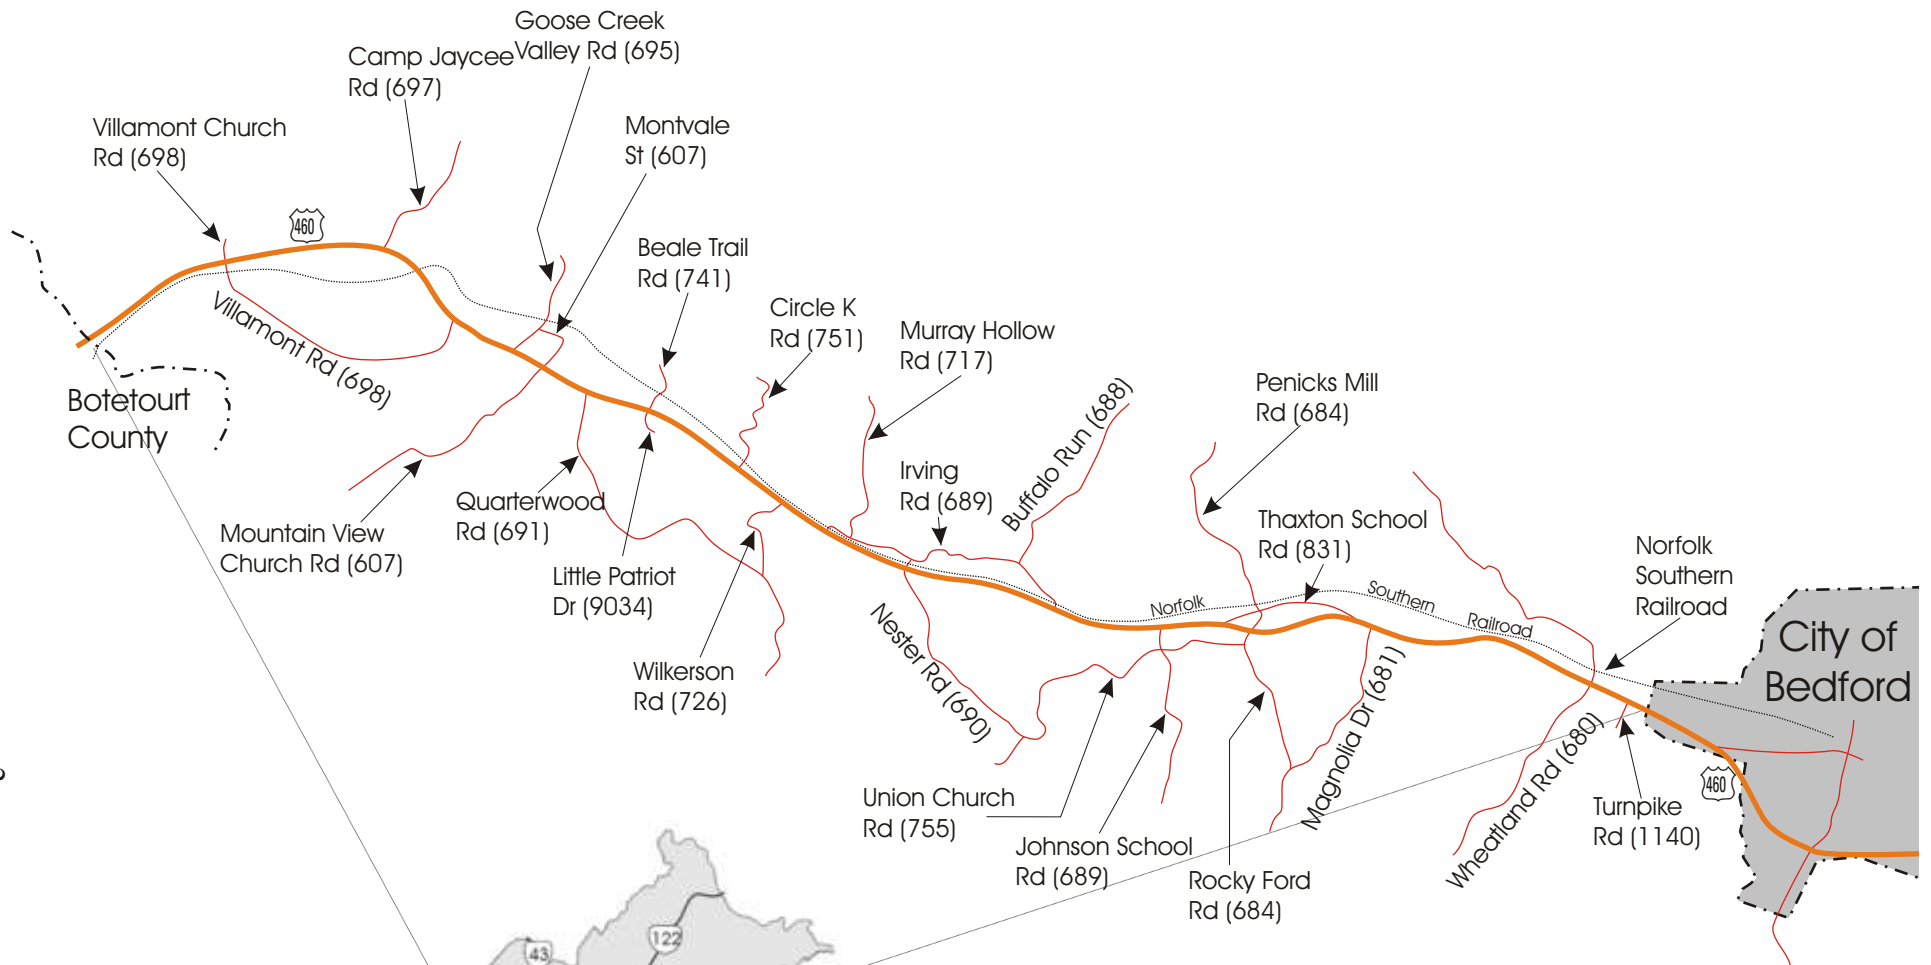 Goose Creek
Valley Rd (695)
Camp Jaycee
Rd (697)
Villamont Church
Rd (698)
Montvale
St (607)
460
Beale Trail
Rd (741)
Circle K
Rd (751)
Murray Hollow
Rd (717)
Villamont Rd (698)
Botetourt
County
Penicks Mill
Rd (684)
Buffalo Run (688)
Irving
Rd (689)
Quarterwood
Rd (691)
Mountain View
Church Rd (607)
Thaxton School
Rd (831)
Norfolk
Southern
Railroad
Little Patriot
Dr (9034)
Norfolk
Southern
Railroad
City of
Bedford
Nester Rd (690)
Wilkerson
Rd (726)
Magnolia Dr (681)
Wheatland Rd (680)
460
Union Church
Rd (755)
Turnpike
Rd (1140)
Johnson School
Rd (689)
Rocky Ford
Rd (684)
122
43